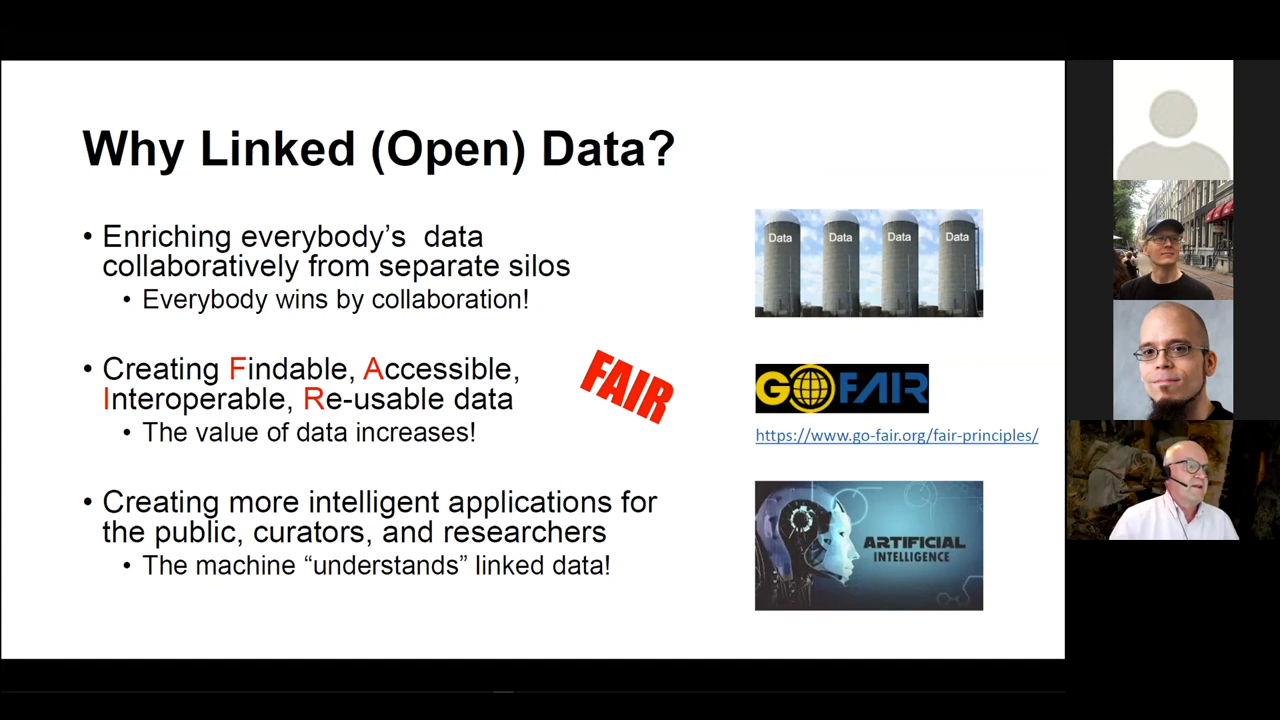 Why Linked (Open) Data?
• Enriching everybody’s  data
collaboratively from separate silos
• Everybody wins by collaboration!
Data Data Data Data
• Creating Findable, Accessible,
Interoperable, Re-usable data
• The value of data increases!
FAIR
GO FAIR
https://www.go-fair.org/fair-principles/
• Creating more intelligent applications for
the public, curators, and researchers
• The machine “understands” linked data!
ARTIFICIAL
INTELLIGENCE